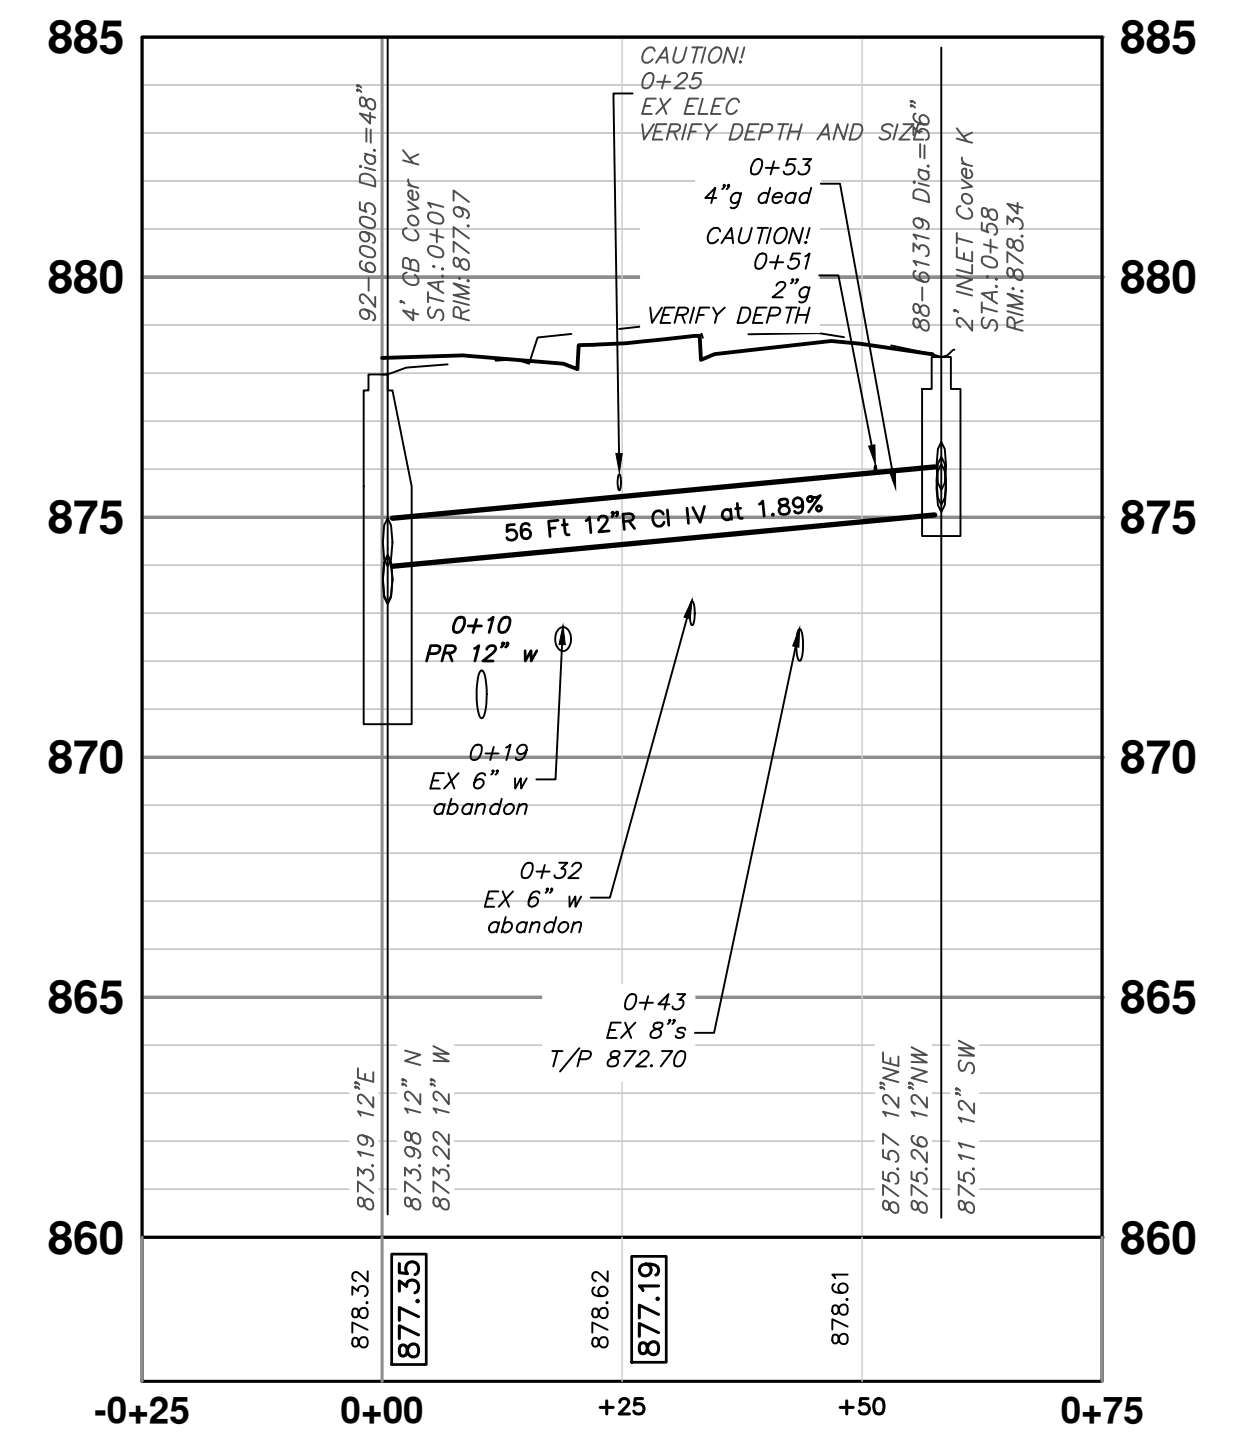 885
885
CAUTION!
0+25
EX ELEC
VERIFY DEPTH AND SIZE
92-60905 Dia.=48"
4' CB Cover K
STA.: 0+01
RIM: 877.97
0+53
4"g dead
CAUTION!
0+51
2"g
VERIFY DEPTH
88-61319 Dia.=36"
2' INLET Cover K
STA.: 0+58
RIM: 878.34
880
880
875
875
56 Ft 12"R Cl IV at 1.89%
0+10
PR 12" w
870
870
0+19
EX 6" w
abandon
0+32
EX 6" w
abandon
865
865
0+43
EX 8"s
T/P 872.70
873.19 12"E
873.98 12" N
873.22 12" W
875.57 12"NE
875.26 12"NW
875.11 12" SW
860
860
878.32
877.35
878.62
877.19
878.61
-0+25
0+00
+25
+50
0+75